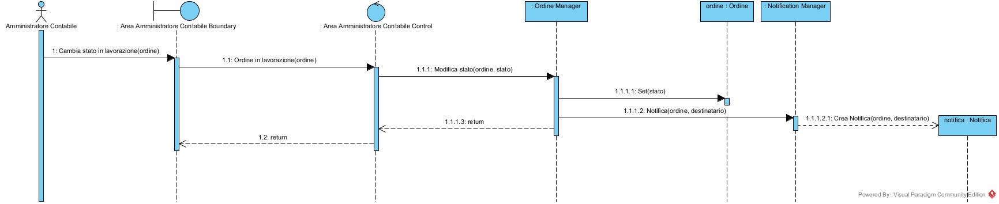 : Ordine Manager
ordine : Ordine
: Notification Manager
Amministratore Contabile
: Area Amministratore Contabile Boundary
: Area Amministratore Contabile Control
1: Cambia stato in lavorazione(ordine)
1.1: Ordine in lavorazione(ordine)
1.1.1: Modifica stato(ordine, stato)
1.1.1.1: Set(stato)
1.1.1.2: Notifica(ordine, destinatario)
1.1.1.2.1: Crea Notifica(ordine, destinatario)
notifica : Notifica
1.1.1.3: return
1.2: return
Powered By Visual Paradigm Community Edition